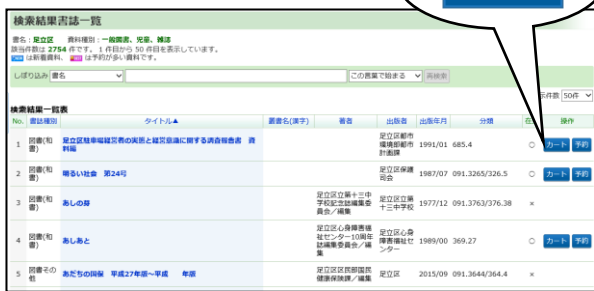 検索結果書誌一覧
書名：足立区　資料種別：一般図書、児童、雑誌
該当件数は 2754 件です。 1 件目から 50 件目を表示しています。
は新着資料、 は予約が多い資料です。
しぼり込み 書名 この言葉で始まる 再検索
示件数 50件
検索結果一覧表
No. 書誌種別 タイトル▲ 叢書名(漢字) 著者 出版者 出版年月 分類 在 操作
1 図書(和書) 足立区駐車場経営者の実態と経営意識に関する調査報告書 資料編 足立区都市環境部都市計画課 1991/01 685.4 ○ カート 予約
2 図書(和書) 明るい社会 第24号 足立区保護司会 1987/07 091.3265/326.5 ○ カート 予約
3 図書(和書) あしの芽 足立区立第十三中学校記念誌編集委員会／編集 足立区立第十三中学校 1977/12 091.3763/376.38 ×
4 図書(和書) あしあと 足立区心身障害福祉センター10周年誌編集委員会／編集 足立区心身障害福祉センター 1989/00 369.27 ○ カート 予約
5 図書その他 あだちの国保 平成27年版～平成 年版 足立区区民部国民健康保険課／編集 足立区 2015/09 091.3644/364.4 ×